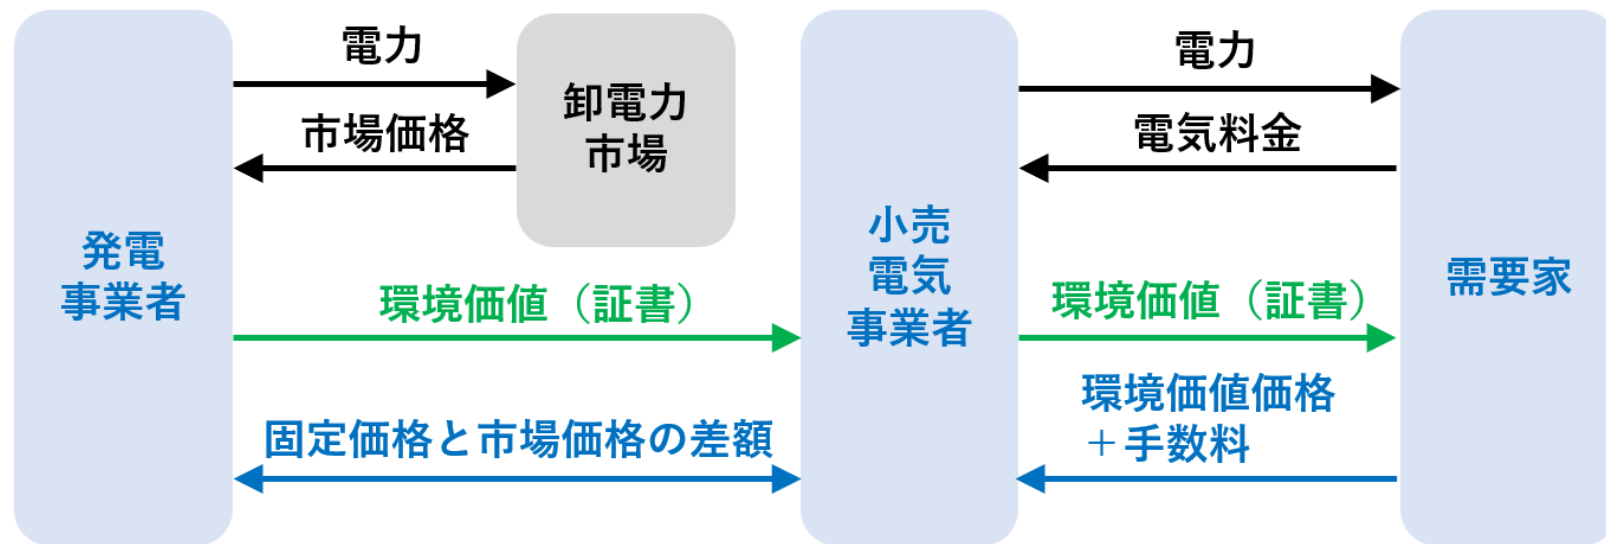 発電
事業者
電力
市場価格
卸電力
市場
環境価値（証書）
固定価格と市場価格の差額
小売
電気
事業者
電力
電気料金
環境価値（証書）
環境価値価格
＋手数料
需要家